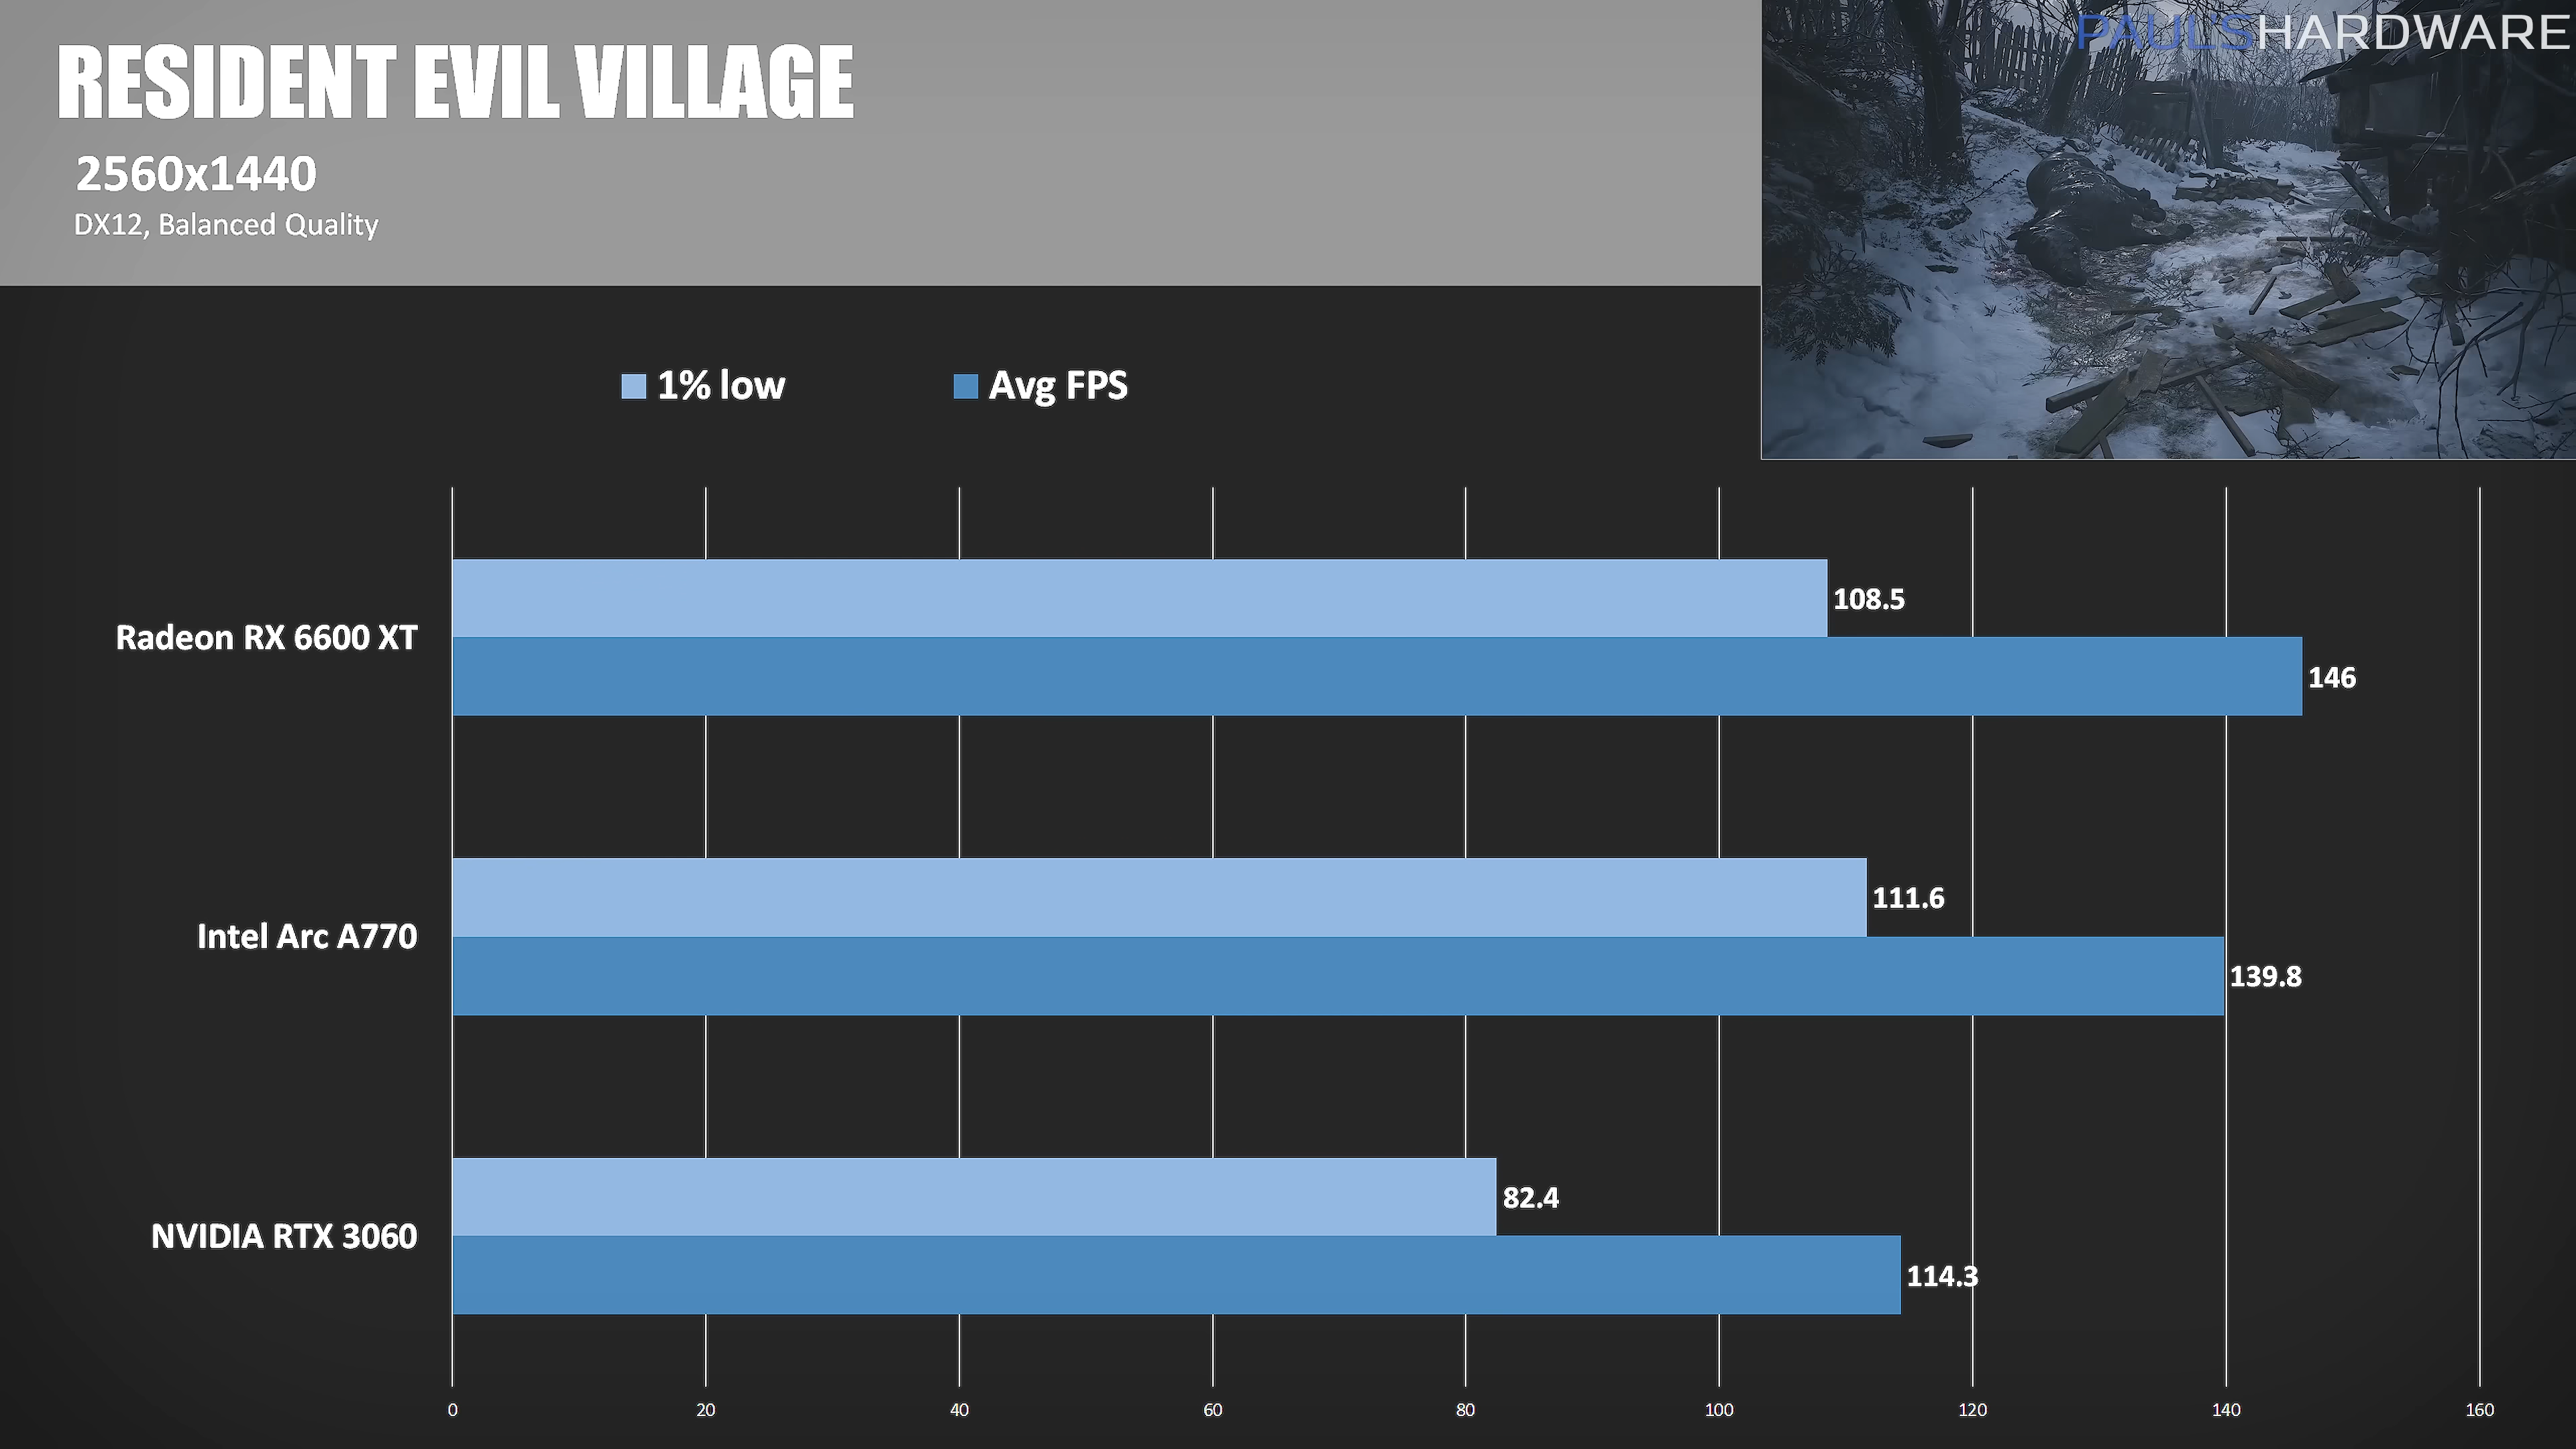 PAUL'SHARDWARE
RESIDENT EVIL VILLAGE
2560x1440
DX12, Balanced Quality
1% low Avg FPS
Radeon RX 6600 XT
108.5
146
Intel Arc A770
111.6
139.8
NVIDIA RTX 3060
82.4
114.3
0 20 40 60 80 100 120 140 160